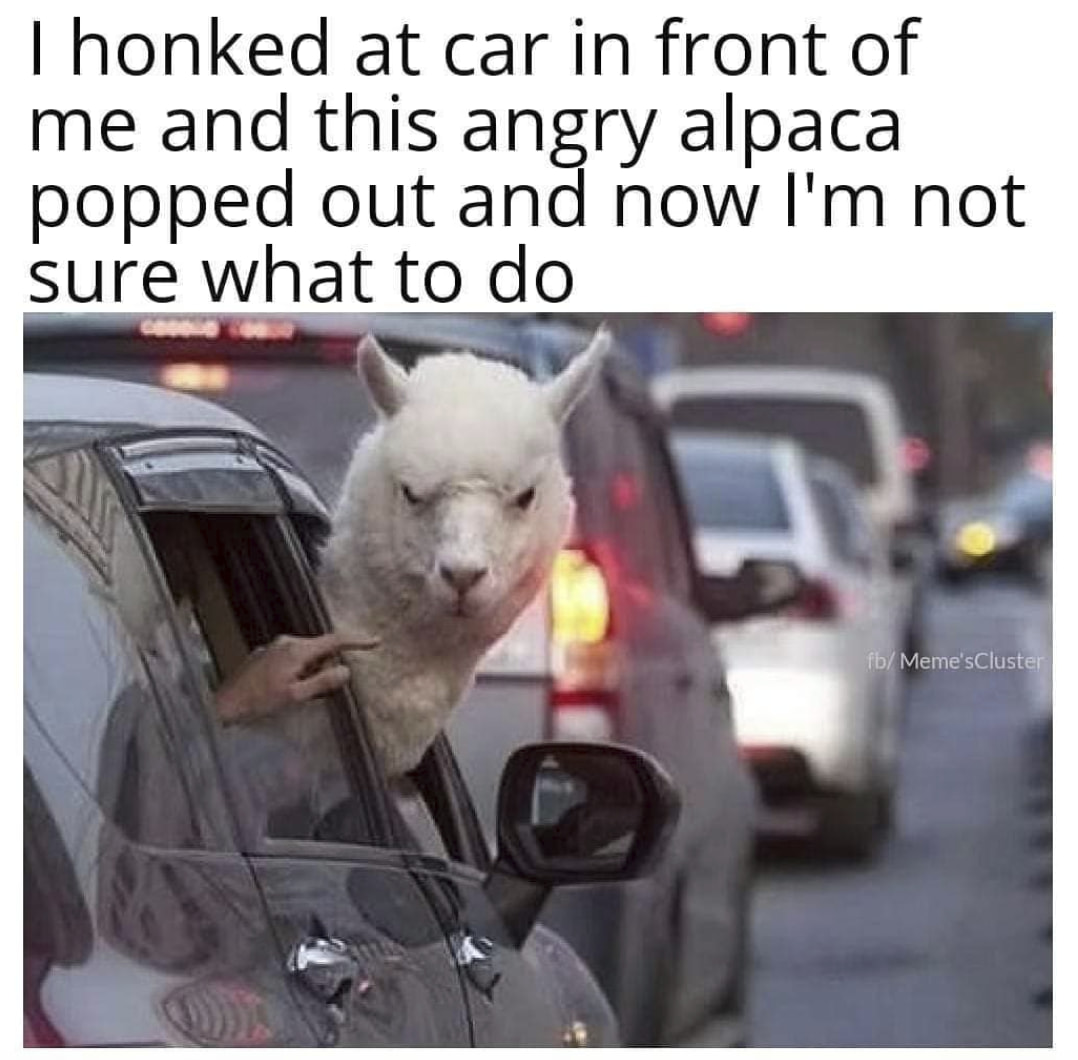 I honked at car in front of
me and this angry alpaca
popped out and now I'm not
sure what to do
fb/ Meme'sCluster